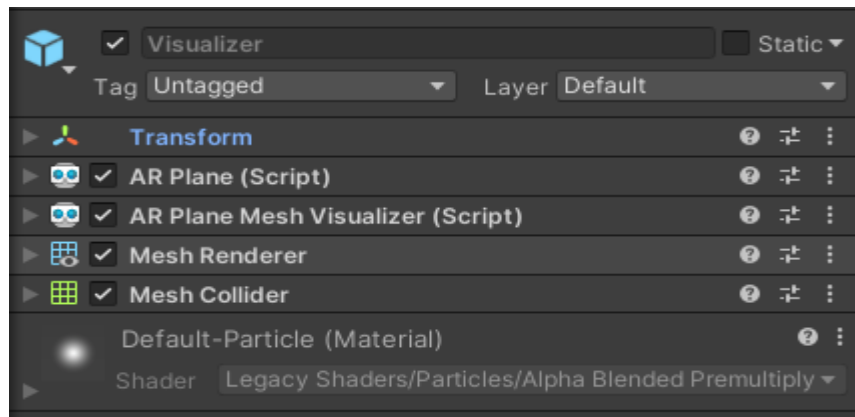 Visualizer Static
Tag Untagged Layer Default
Transform
AR Plane (Script)
AR Plane Mesh Visualizer (Script)
Mesh Renderer
Mesh Collider
Default-Particle (Material)
Shader Legacy Shaders/Particles/Alpha Blended Premultiply